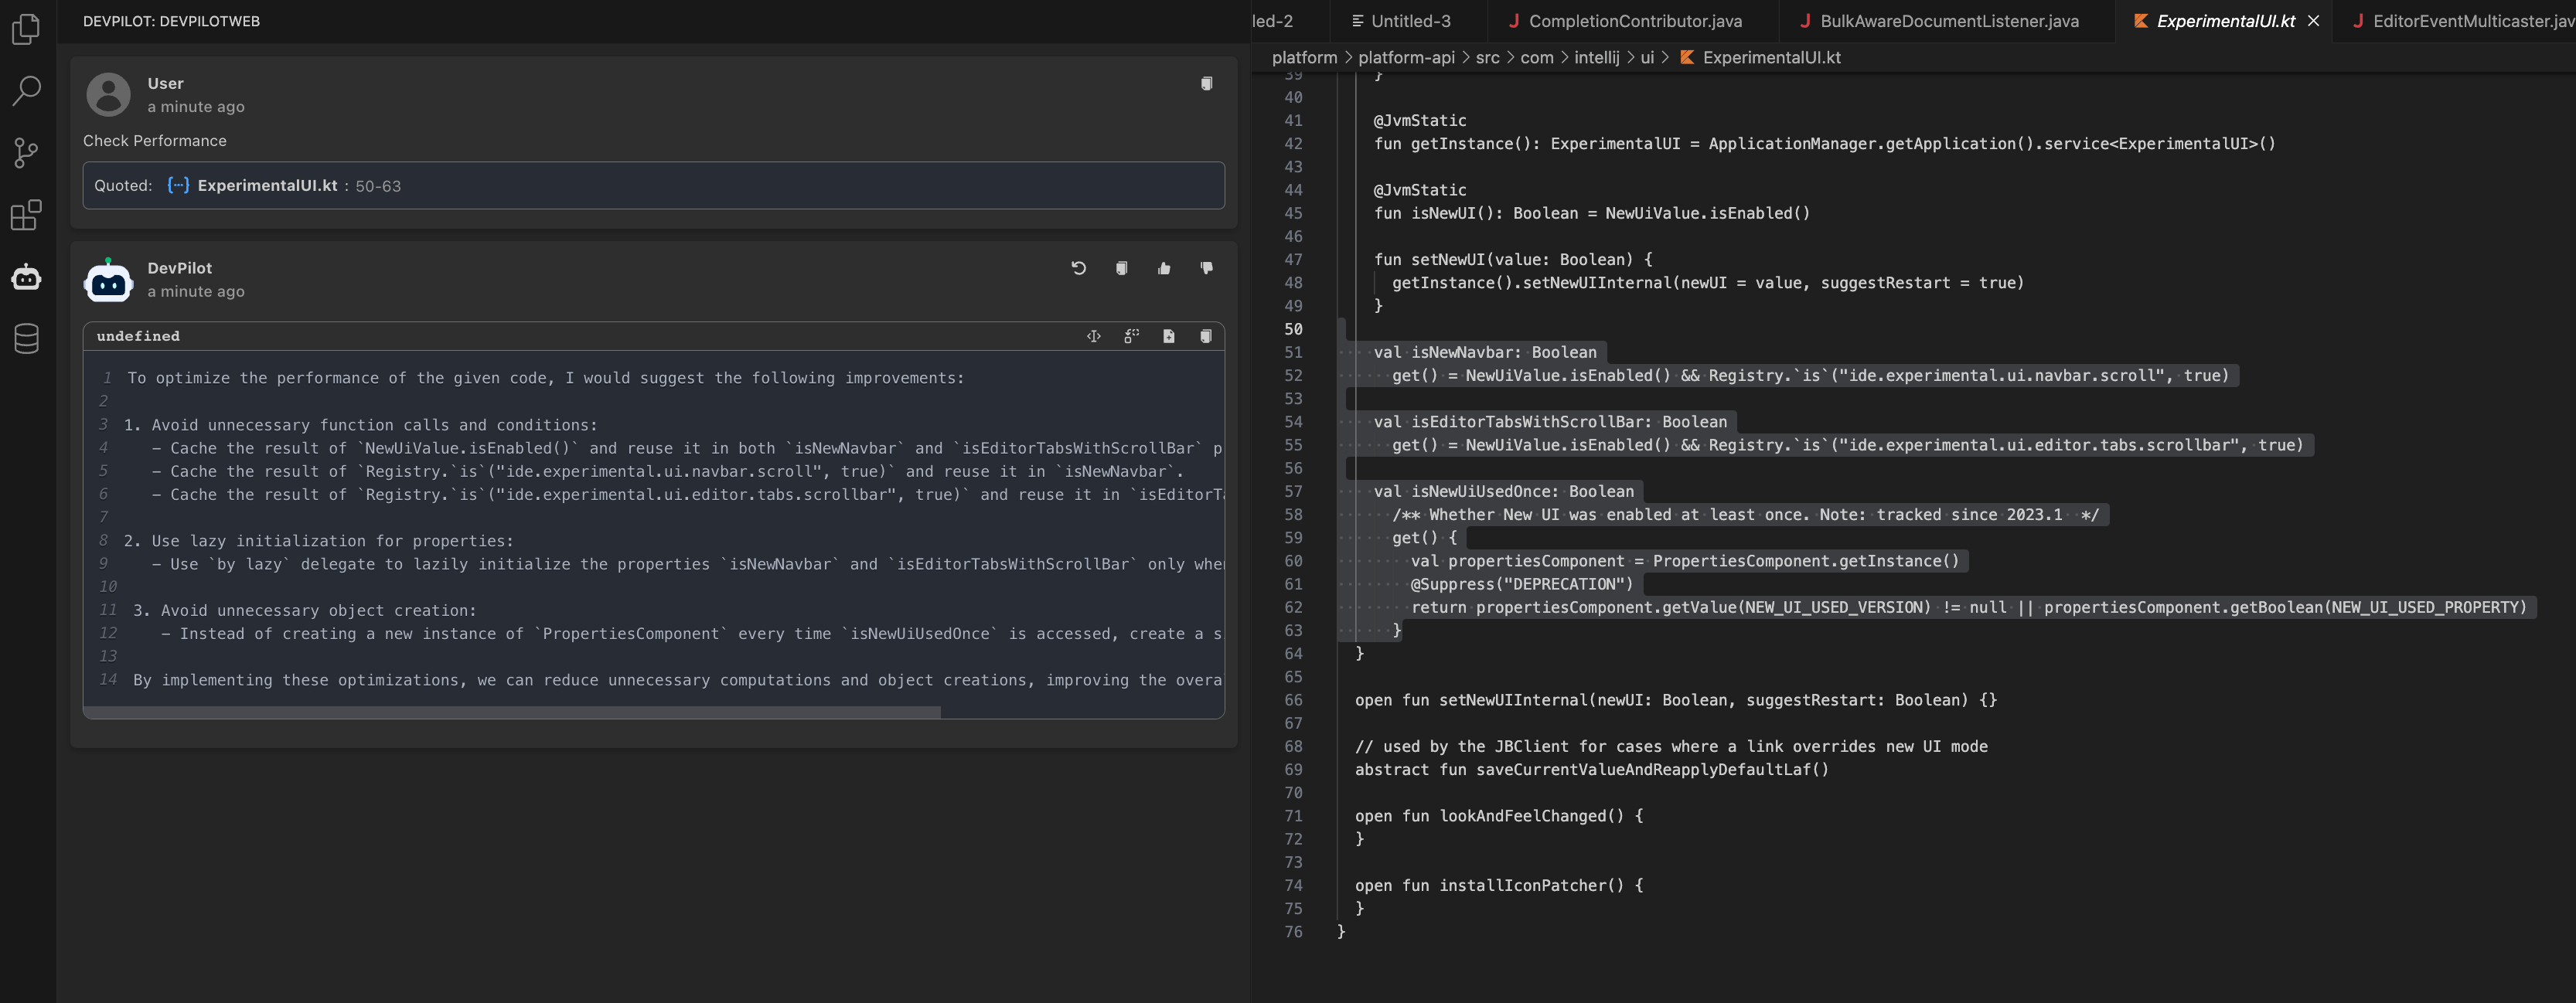 DEVPILOT: DEVPILOTWEB
User
a minute ago
Check Performance
Quoted: {···} ExperimentalUI.kt : 50-63
DevPilot
a minute ago
undefined
1 To optimize the performance of the given code, I would suggest the following improvements:
2
3 1. Avoid unnecessary function calls and conditions:
4 - Cache the result of `NewUiValue.isEnabled()` and reuse it in both `isNewNavbar` and `isEditorTabsWithScrollBar` p
5 - Cache the result of `Registry.`is`("ide.experimental.ui.navbar.scroll", true)` and reuse it in `isNewNavbar`.
6 - Cache the result of `Registry.`is`("ide.experimental.ui.editor.tabs.scrollbar", true)` and reuse it in `isEditorTa
7
8 2. Use lazy initialization for properties:
9 - Use `by lazy` delegate to lazily initialize the properties `isNewNavbar` and `isEditorTabsWithScrollBar` only whe
10
11 3. Avoid unnecessary object creation:
12 - Instead of creating a new instance of `PropertiesComponent` every time `isNewUiUsedOnce` is accessed, create a s
13
14 By implementing these optimizations, we can reduce unnecessary computations and object creations, improving the overa
led-2 Untitled-3 CompletionContributor.java BulkAwareDocumentListener.java ExperimentalUI.kt EditorEventMulticaster.jav
platform > platform-api > src > com > intellij > ui > ExperimentalUI.kt
39 }
40
41 @JvmStatic
42 fun getInstance(): ExperimentalUI = ApplicationManager.getApplication().service<ExperimentalUI>()
43
44 @JvmStatic
45 fun isNewUI(): Boolean = NewUiValue.isEnabled()
46
47 fun setNewUI(value: Boolean) {
48 getInstance().setNewUIInternal(newUI = value, suggestRestart = true)
49 }
50
51 val isNewNavbar: Boolean
52 get() = NewUiValue.isEnabled() && Registry.`is`("ide.experimental.ui.navbar.scroll", true)
53
54 val isEditorTabsWithScrollBar: Boolean
55 get() = NewUiValue.isEnabled() && Registry.`is`("ide.experimental.ui.editor.tabs.scrollbar", true)
56
57 val isNewUiUsedOnce: Boolean
58 /** Whether New UI was enabled at least once. Note: tracked since 2023.1 */
59 get() {
60 val propertiesComponent = PropertiesComponent.getInstance()
61 @Suppress("DEPRECATION")
62 return propertiesComponent.getValue(NEW_UI_USED_VERSION) != null || propertiesComponent.getBoolean(NEW_UI_USED_PROPERTY)
63 }
64 }
65
66 open fun setNewUIInternal(newUI: Boolean, suggestRestart: Boolean) {}
67
68 // used by the JBClient for cases where a link overrides new UI mode
69 abstract fun saveCurrentValueAndReapplyDefaultLaf()
70
71 open fun lookAndFeelChanged() {
72 }
73
74 open fun installIconPatcher() {
75 }
76 }